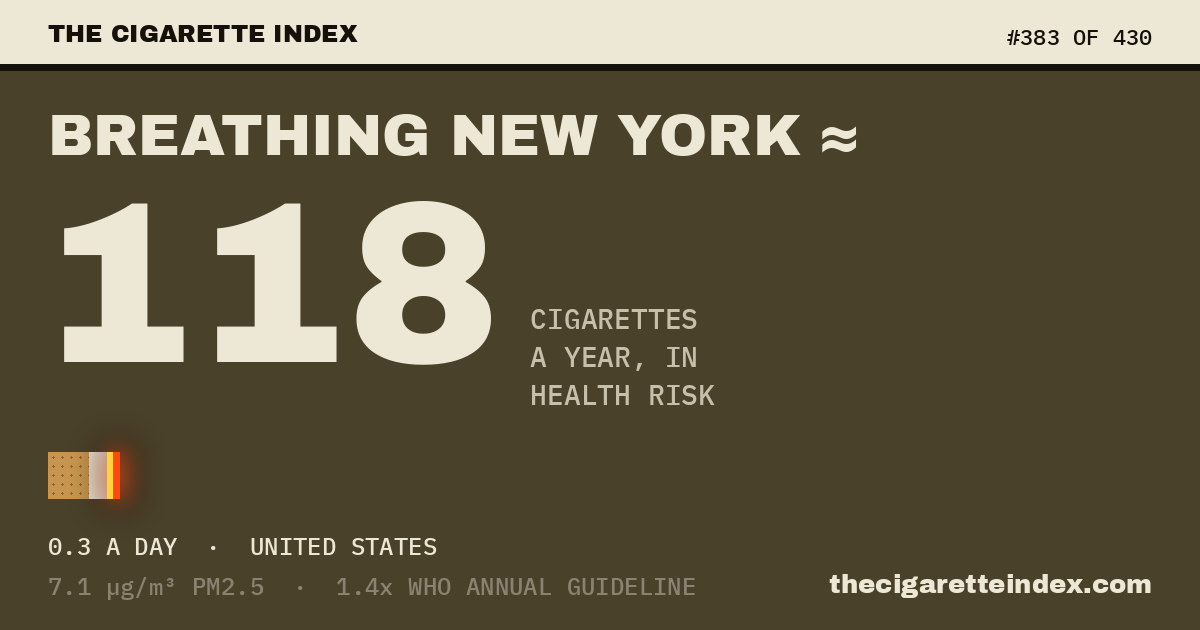 THE CIGARETTE INDEX
#383 OF 430
BREATHING NEW YORK ≈
118
CIGARETTES
A YEAR, IN
HEALTH RISK
0.3 A DAY · UNITED STATES
7.1 µg/m³ PM2.5 · 1.4x WHO ANNUAL GUIDELINE
thecigaretteindex.com